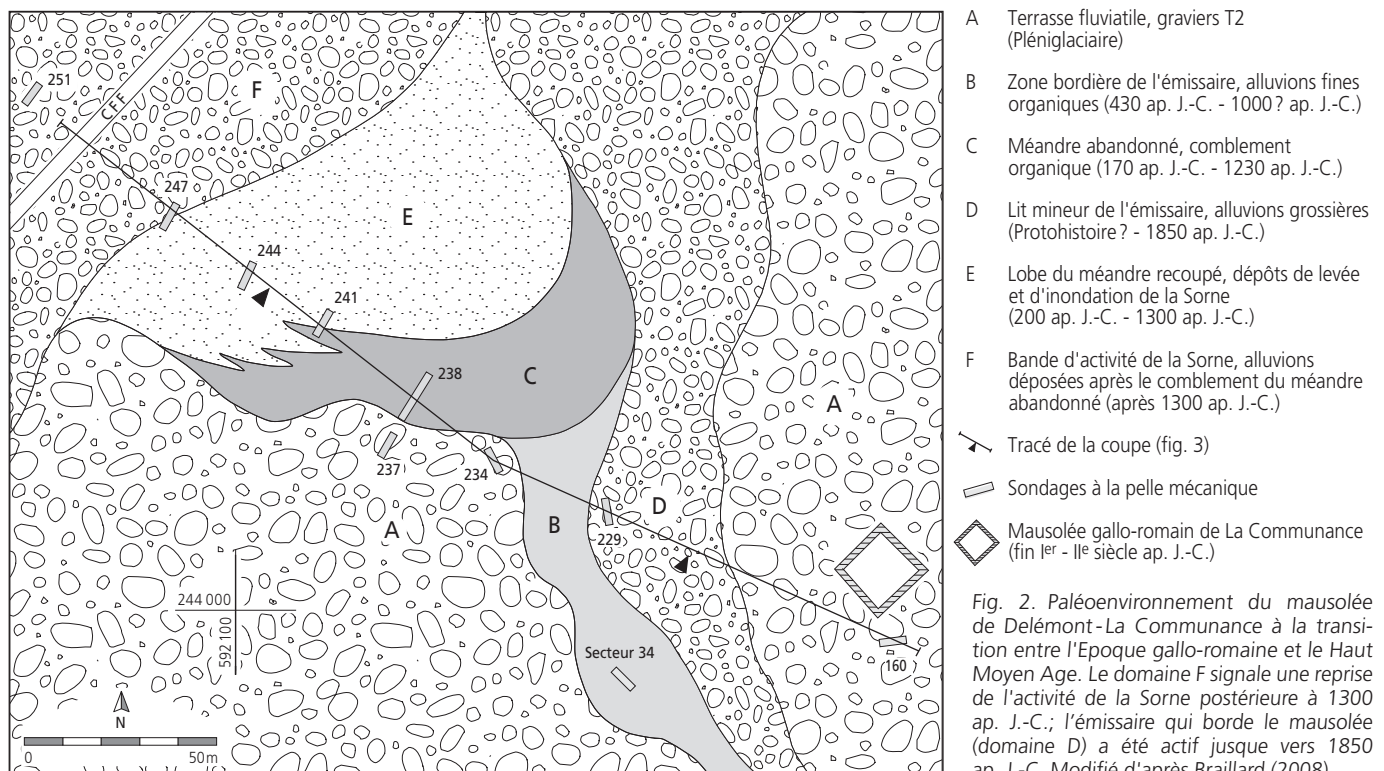 251
CFF
F
247
244
E
241
238
C
A
237
234
D
229
A
B
244 000
592 100
Secteur 34
160
N
0
50 m
A Terrasse fluviatile, graviers T2
(Pléniglaciaire)
B Zone bordière de l'émissaire, alluvions fines
organiques (430 ap. J.-C. - 1000 ? ap. J.-C.)
C Méandre abandonné, comblement
organique (170 ap. J.-C. - 1230 ap. J.-C.)
D Lit mineur de l'émissaire, alluvions grossières
(Protohistoire ? - 1850 ap. J.-C.)
E Lobe du méandre recoupé, dépôts de levée
et d'inondation de la Sorne
(200 ap. J.-C. - 1300 ap. J.-C.)
F Bande d'activité de la Sorne, alluvions
déposées après le comblement du méandre
abandonné (après 1300 ap. J.-C.)
Tracé de la coupe (fig. 3)
Sondages à la pelle mécanique
Mausolée gallo-romain de La Communance
(fin Ier - IIe siècle ap. J.-C.)
Fig. 2. Paléoenvironnement du mausolée
de Delémont-La Communance à la transi-
tion entre l'Epoque gallo-romaine et le Haut
Moyen Age. Le domaine F signale une reprise
de l'activité de la Sorne postérieure à 1300
ap. J.-C.; l'émissaire qui borde le mausolée
(domaine D) a été actif jusque vers 1850
ap. J.-C. Modifié d'après Braillard (2008)